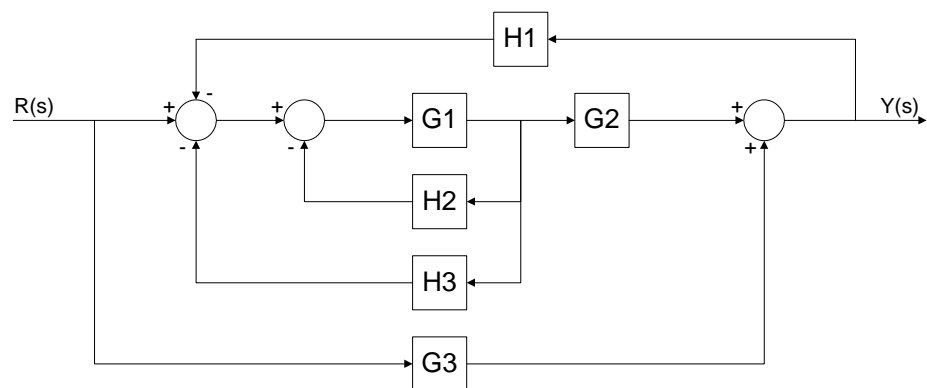 H1
-
R(s)
+
+
G1
G2
+
Y(s)
-
-
+
H2
H3
G3